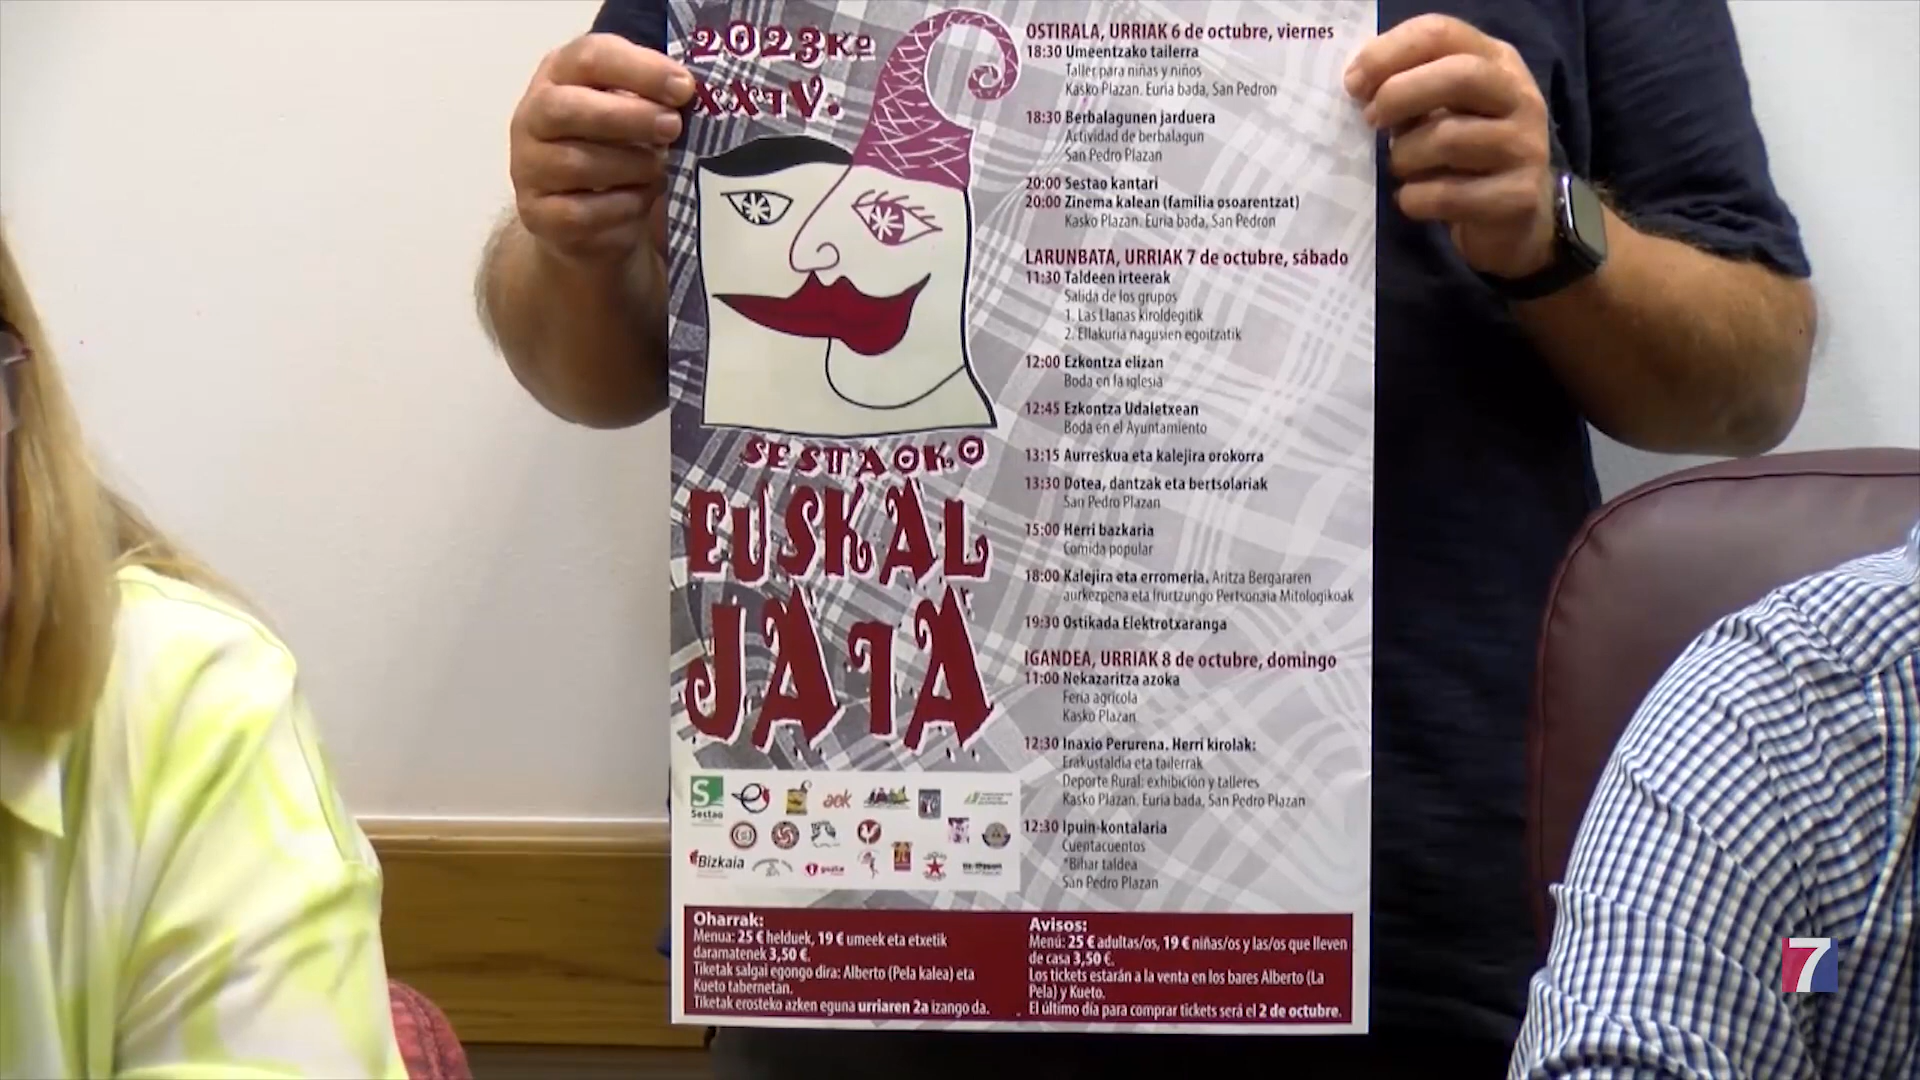 2023ko
XXIV.
SESTAOKO
EUSKAL
JAIA
OSTIRALA, URRIAK 6 de octubre, viernes
18:30 Umeentzako tailerra
Taller para niñas y niños
Kasko Plazan. Euria bada, San Pedron
18:30 Berbalagunen jarduera
Actividad de berbalagun
San Pedro Plazan
20:00 Sestao kantari
20:00 Zinema kalean (familia osoarentzat)
Kasko Plazan. Euria bada, San Pedron
LARUNBATA, URRIAK 7 de octubre, sábado
11:30 Taldeen irteerak
Salida de los grupos
1. Las Llanas kiroldegitik
2. Ellakuria nagusien egoitzatik
12:00 Ezkontza elizan
Boda en la iglesia
12:45 Ezkontza Udaletxean
Boda en el Ayuntamiento
13:15 Aurreskua eta kalejira orokorra
13:30 Dotea, dantzak eta bertsolariak
San Pedro Plazan
15:00 Herri bazkaria
Comida popular
18:00 Kalejira eta erromeria. Aritza Bergararen
aurkezpena eta Irurtzungo Pertsonaia Mitologikoak
19:30 Ostikada Elektrotxaranga
IGANDEA, URRIAK 8 de octubre, domingo
11:00 Nekazaritza azoka
Feria agrícola
Kasko Plazan
12:30 Inaxio Perurena. Herri kirolak:
Erakustaldia eta tailerrak
Deporte Rural: exhibición y talleres
Kasko Plazan. Euria bada, San Pedro Plazan
12:30 Ipuin-kontalaria
Cuentacuentos
*Bihar taldea
San Pedro Plazan
S
Sestao
aek
Bizkaia
guzta
Oharrak:
Menua: 25 € helduek, 19 € umeek eta etxetik
daramatenek 3,50 €.
Tiketak salgai egongo dira: Alberto (Pela kalea) eta
Kueto tabernetan.
Tiketak erosteko azken eguna urriaren 2a izango da.
Avisos:
Menú: 25 € adultas/os, 19 € niñas/os y las/os que lleven
de casa 3,50 €.
Los tickets estarán a la venta en los bares Alberto (La
Pela) y Kueto.
El último día para comprar tickets será el 2 de octubre.
7